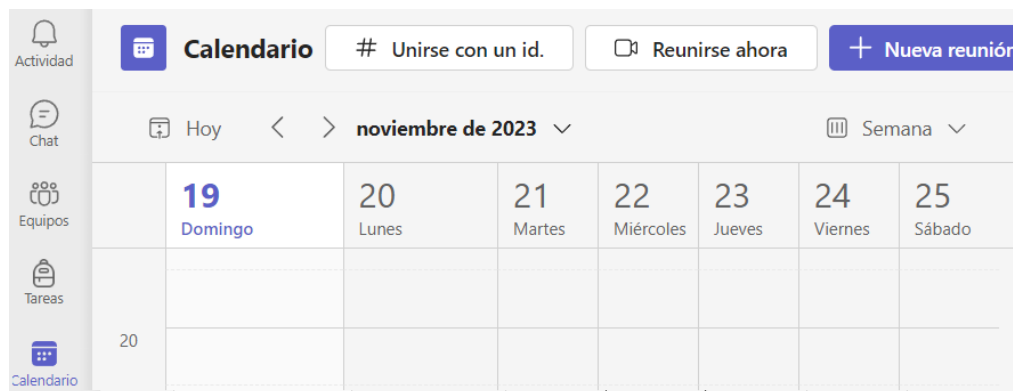 Actividad
Chat
Equipos
Tareas
Calendario
Calendario
# Unirse con un id.
Reunirse ahora
+ Nueva reunión
Hoy
noviembre de 2023
Semana
19
Domingo
20
Lunes
21
Martes
22
Miércoles
23
Jueves
24
Viernes
25
Sábado
20